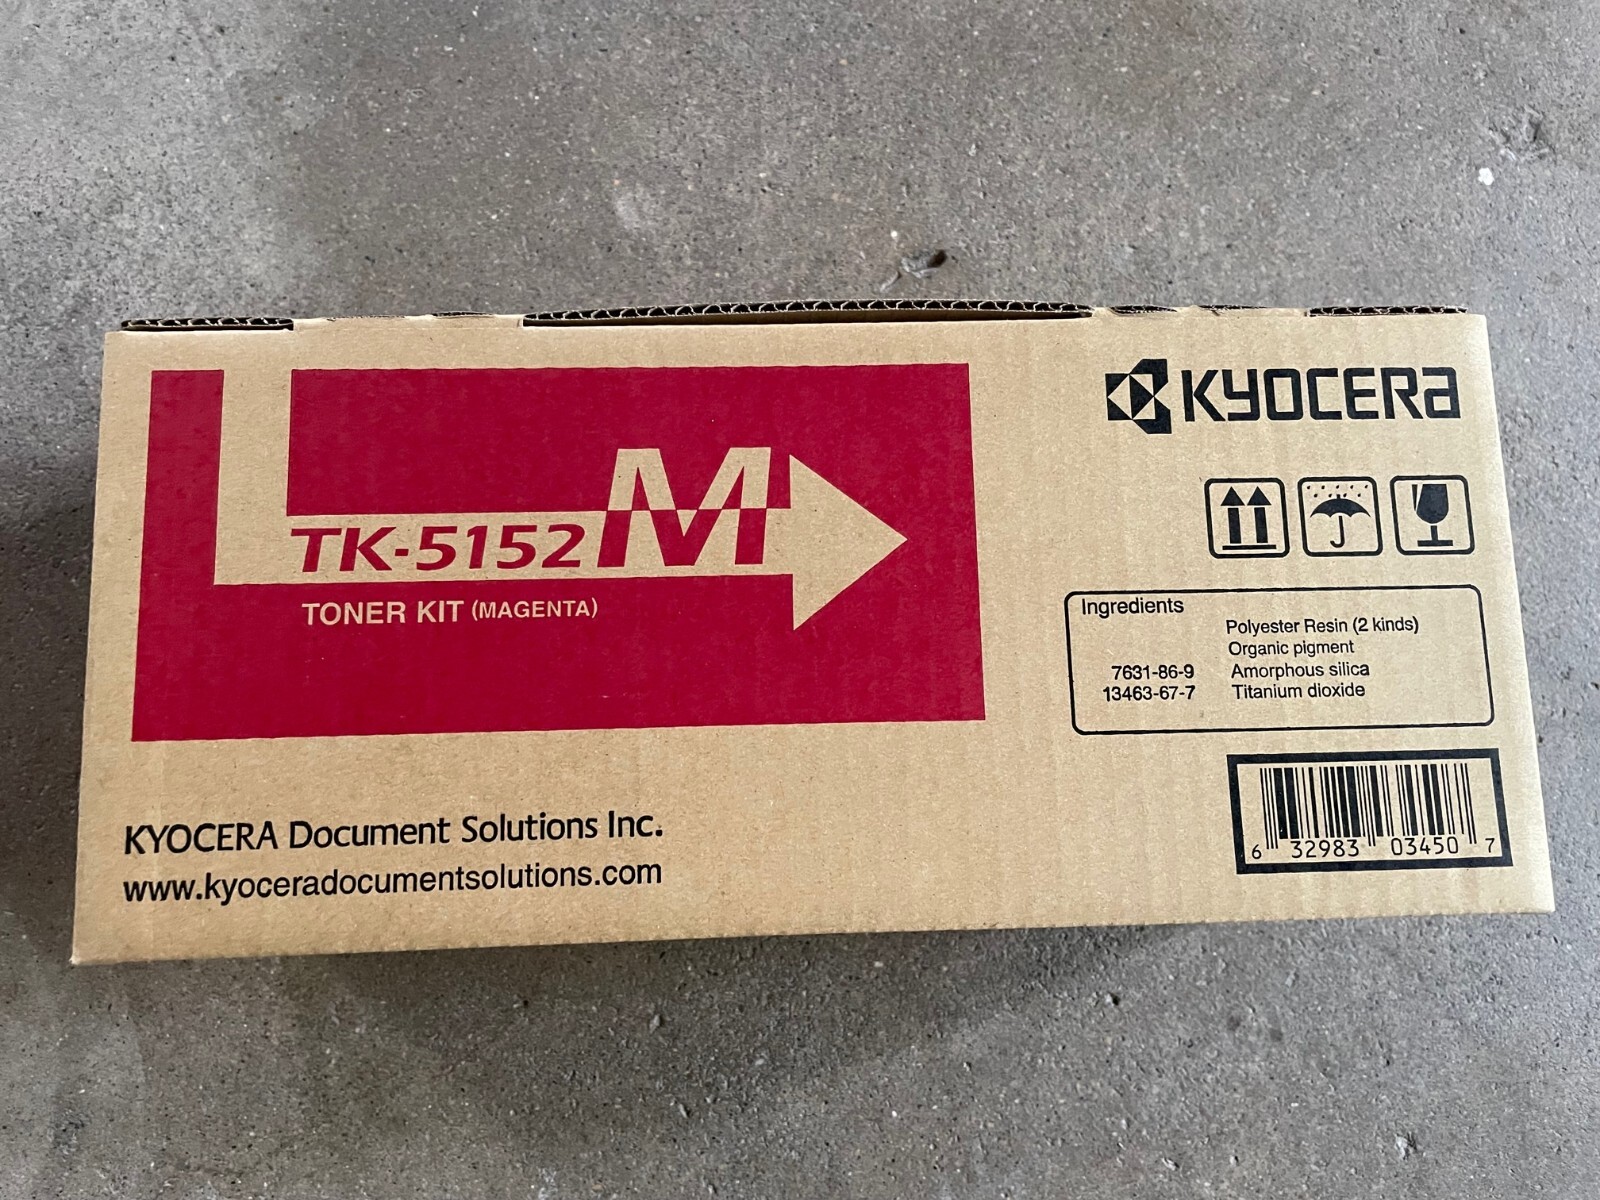 TK-5152M
TONER KIT (MAGENTA)
KYOCERA Document Solutions Inc.
www.kyoceradocumentsolutions.com
KYOCERA
Ingredients
Polyester Resin (2 kinds)
Organic pigment
7631-86-9 Amorphous silica
13463-67-7 Titanium dioxide
6 32983 03450 7